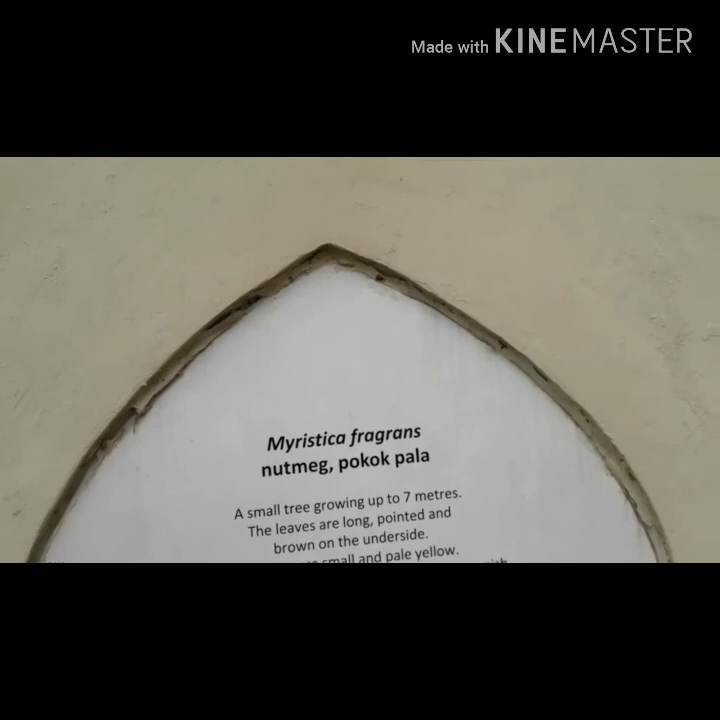 Made with KINEMASTER
Myristica fragrans
nutmeg, pokok pala
A small tree growing up to 7 metres.
The leaves are long, pointed and
brown on the underside.
small and pale yellow.